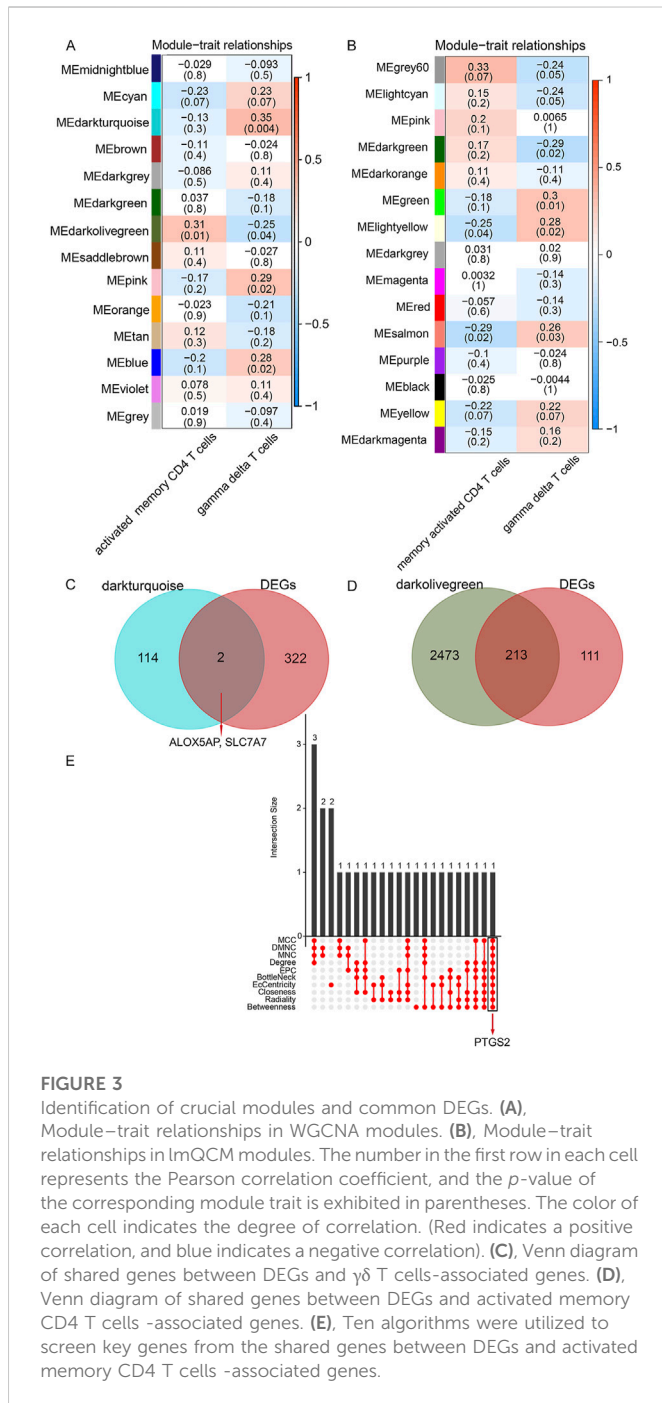 A
Module−trait relationships
MEmidnightblue
−0.029
(0.8)
−0.093
(0.5)
MEcyan
−0.23
(0.07)
0.23
(0.07)
MEdarkturquoise
−0.13
(0.3)
0.35
(0.004)
MEbrown
−0.11
(0.4)
−0.024
(0.8)
MEdarkgrey
−0.086
(0.5)
0.11
(0.4)
MEdarkgreen
0.037
(0.8)
−0.18
(0.1)
MEdarkolivegreen
0.31
(0.01)
−0.25
(0.04)
MEsaddlebrown
0.11
(0.4)
−0.027
(0.8)
MEpink
−0.17
(0.2)
0.29
(0.02)
MEorange
−0.023
(0.9)
−0.21
(0.1)
MEtan
0.12
(0.3)
−0.18
(0.2)
MEblue
−0.2
(0.1)
0.28
(0.02)
MEviolet
0.078
(0.5)
0.11
(0.4)
MEgrey
0.019
(0.9)
−0.097
(0.4)
1
0.5
0
−0.5
−1
activated memory CD4 T cells
gamma delta T cells
B
Module−trait relationships
MEgrey60
0.33
(0.07)
−0.24
(0.05)
MElightcyan
0.15
(0.2)
−0.24
(0.05)
MEpink
0.2
(0.1)
0.0065
(1)
MEdarkgreen
0.17
(0.2)
−0.29
(0.02)
MEdarkorange
0.11
(0.4)
−0.11
(0.4)
MEgreen
−0.18
(0.1)
0.3
(0.01)
MElightyellow
−0.25
(0.04)
0.28
(0.02)
MEdarkgrey
0.031
(0.8)
0.02
(0.9)
MEmagenta
0.0032
(1)
−0.14
(0.3)
MEred
−0.057
(0.6)
−0.14
(0.3)
MEsalmon
−0.29
(0.02)
0.26
(0.03)
MEpurple
−0.1
(0.4)
−0.024
(0.8)
MEblack
−0.025
(0.8)
−0.0044
(1)
MEyellow
−0.22
(0.07)
0.22
(0.07)
MEdarkmagenta
−0.15
(0.2)
0.16
(0.2)
1
0.5
0
−0.5
−1
memory activated CD4 T cells
gamma delta T cells
C
darkturquoise
DEGs
114
2
322
ALOX5AP, SLC7A7
D
darkolivegreen
DEGs
2473
213
111
E
Intersection Size
3
2
1
0
3 2 2 1 1 1 1 1 1 1 1 1 1 1 1 1 1 1 1 1 1 1
MCC
DMNC
MNC
Degree
EPC
BottleNeck
EcCentricity
Closeness
Radiality
Betweenness
PTGS2
FIGURE 3
Identification of crucial modules and common DEGs. (A),
Module−trait relationships in WGCNA modules. (B), Module−trait
relationships in lmQCM modules. The number in the first row in each cell
represents the Pearson correlation coefficient, and the p-value of
the corresponding module trait is exhibited in parentheses. The color of
each cell indicates the degree of correlation. (Red indicates a positive
correlation, and blue indicates a negative correlation). (C), Venn diagram
of shared genes between DEGs and γδ T cells-associated genes. (D),
Venn diagram of shared genes between DEGs and activated memory
CD4 T cells -associated genes. (E), Ten algorithms were utilized to
screen key genes from the shared genes between DEGs and activated
memory CD4 T cells -associated genes.